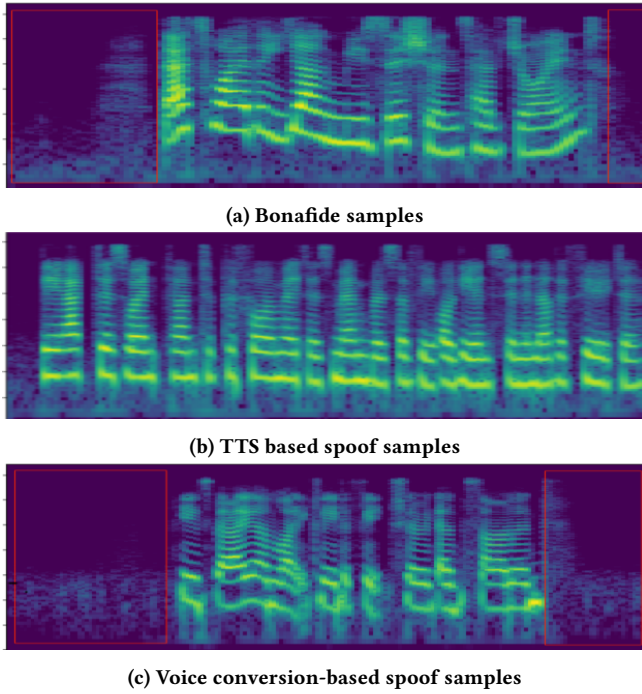 (a) Bonafide samples
(b) TTS based spoof samples
(c) Voice conversion-based spoof samples